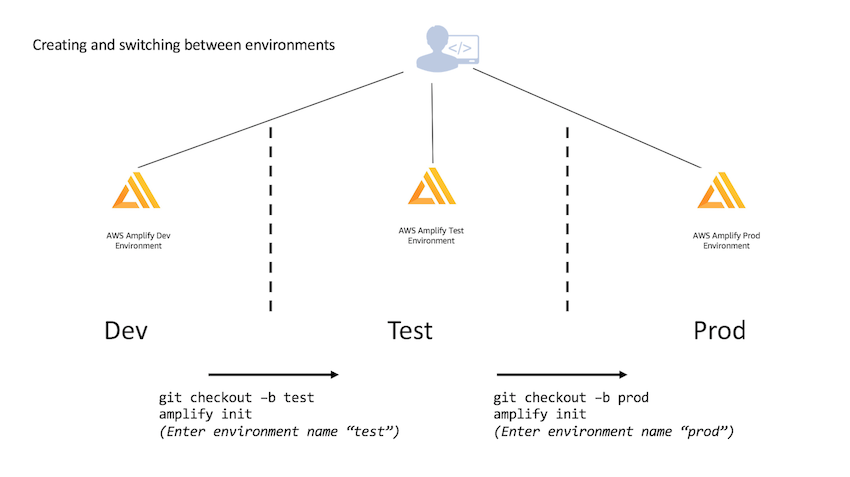 Creating and switching between environments
</>
AWS Amplify Dev
Environment
AWS Amplify Test
Environment
AWS Amplify Prod
Environment
Dev
Test
Prod
git checkout –b test
amplify init
(Enter environment name “test”)
git checkout –b prod
amplify init
(Enter environment name “prod”)